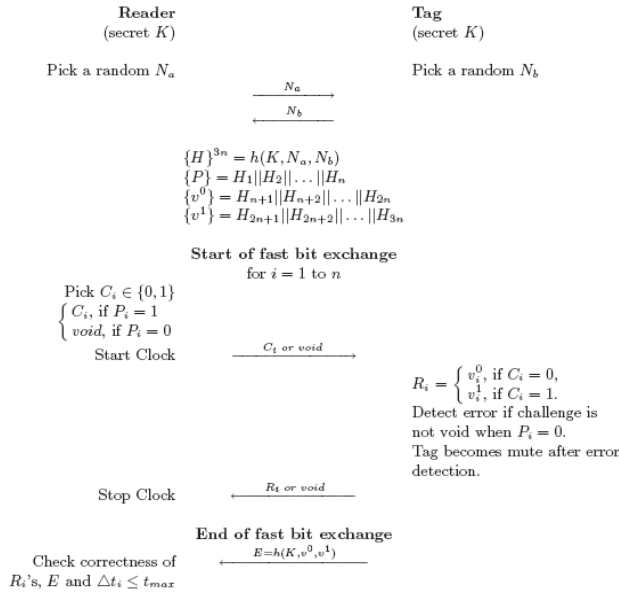 Reader Tag
(secret K) (secret K)
Pick a random N_a Pick a random N_b
N_a
N_b
{H}^{3n} = h(K, N_a, N_b)
{P} = H_1||H_2|| . . . ||H_n
{v^0} = H_{n+1}||H_{n+2}|| . . . ||H_{2n}
{v^1} = H_{2n+1}||H_{2n+2}|| . . . ||H_{3n}
Start of fast bit exchange
for i = 1 to n
Pick C_i ∈ {0, 1}
{ C_i, if P_i = 1
void, if P_i = 0
Start Clock C_i or void
R_i = { v_i^0, if C_i = 0,
v_i^1, if C_i = 1.
Detect error if challenge is
not void when P_i = 0.
Tag becomes mute after error
detection.
Stop Clock R_i or void
End of fast bit exchange
E=h(K,v^0,v^1)
Check correctness of
R_i's, E and △t_i ≤ t_{max}